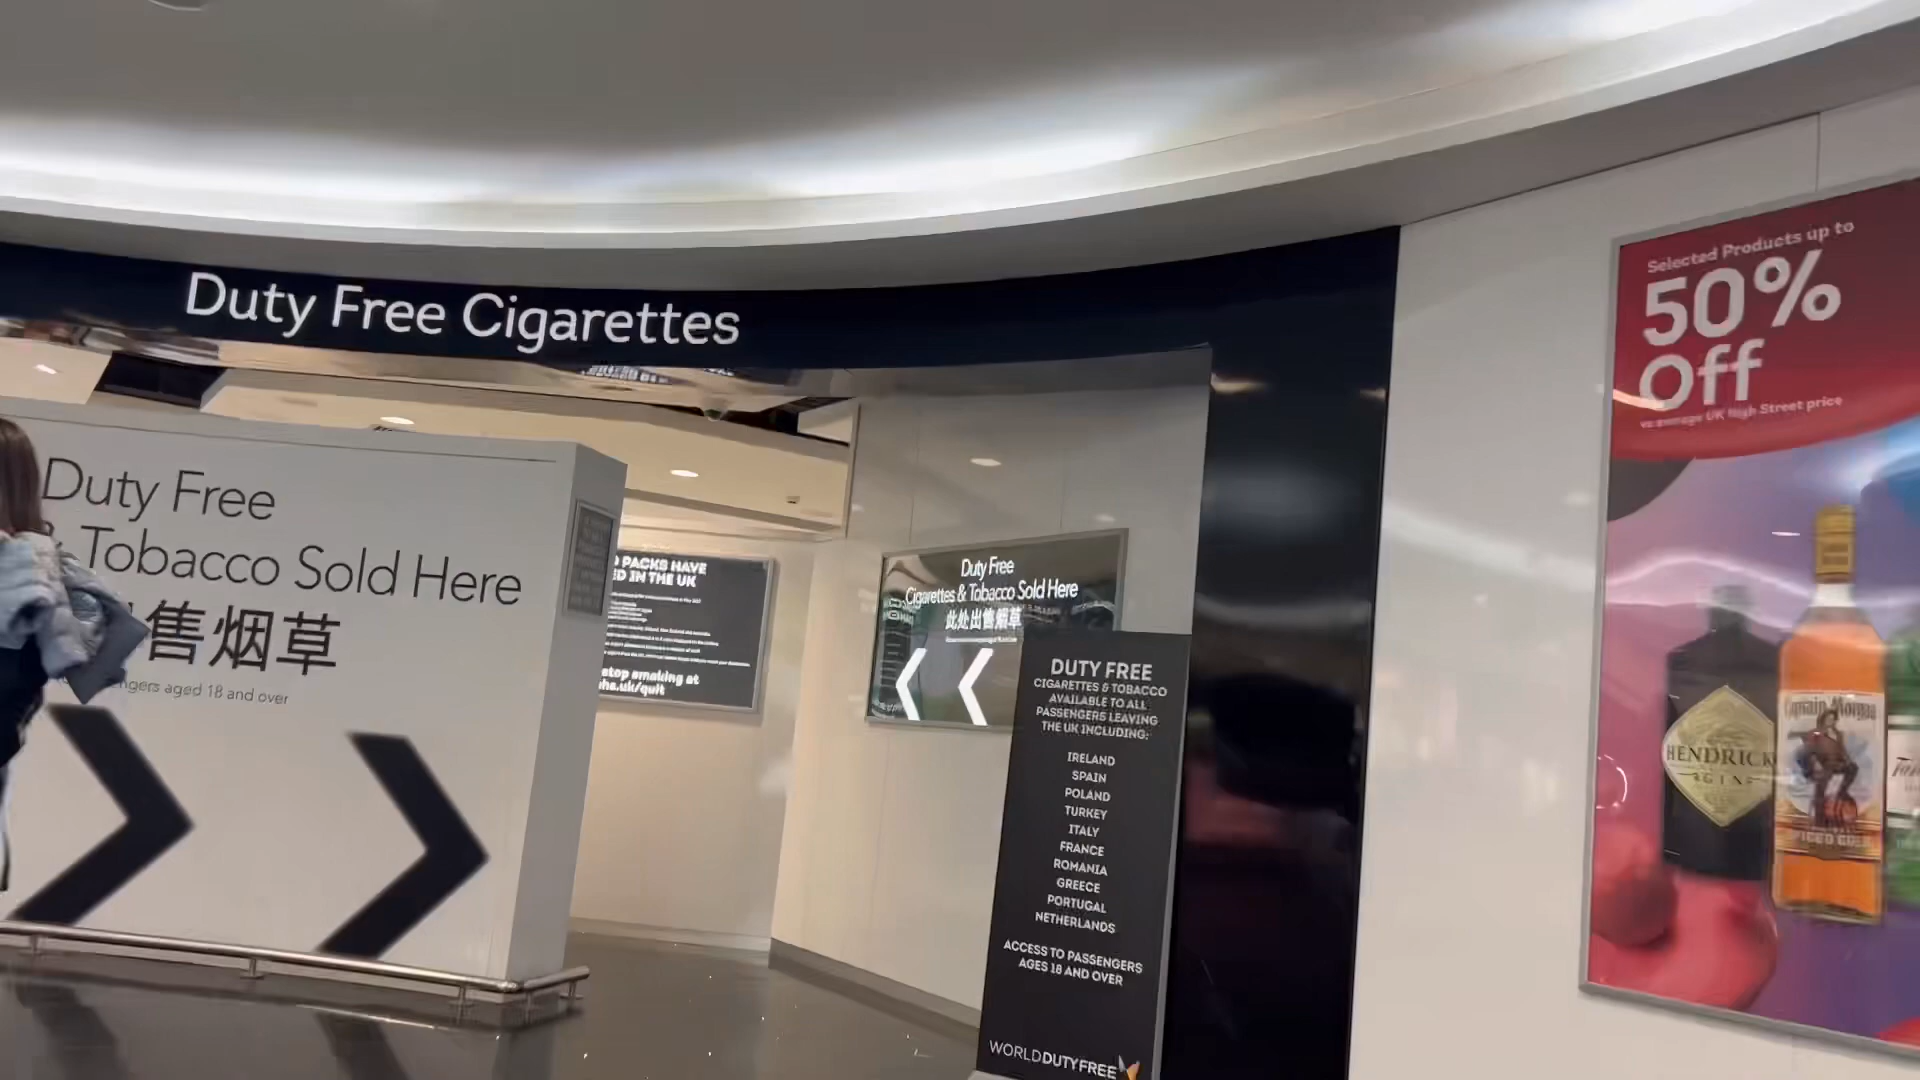 Duty Free Cigarettes
Duty Free
& Tobacco Sold Here
售烟草
aged 18 and over
PACKS HAVE
IN THE UK
stop smoking at
uk/quit
Duty Free
Cigarettes & Tobacco Sold Here
此处出售烟草
DUTY FREE
CIGARETTES & TOBACCO
AVAILABLE TO ALL
PASSENGERS LEAVING
THE UK INCLUDING:
IRELAND
SPAIN
POLAND
TURKEY
ITALY
FRANCE
ROMANIA
GREECE
PORTUGAL
NETHERLANDS
ACCESS TO PASSENGERS
AGES 18 AND OVER
WORLDDUTYFREE
Selected Products up to
50%
Off
vs average UK High Street price
HENDRICK
GIN
Captain Morgan
SPICED GOLD